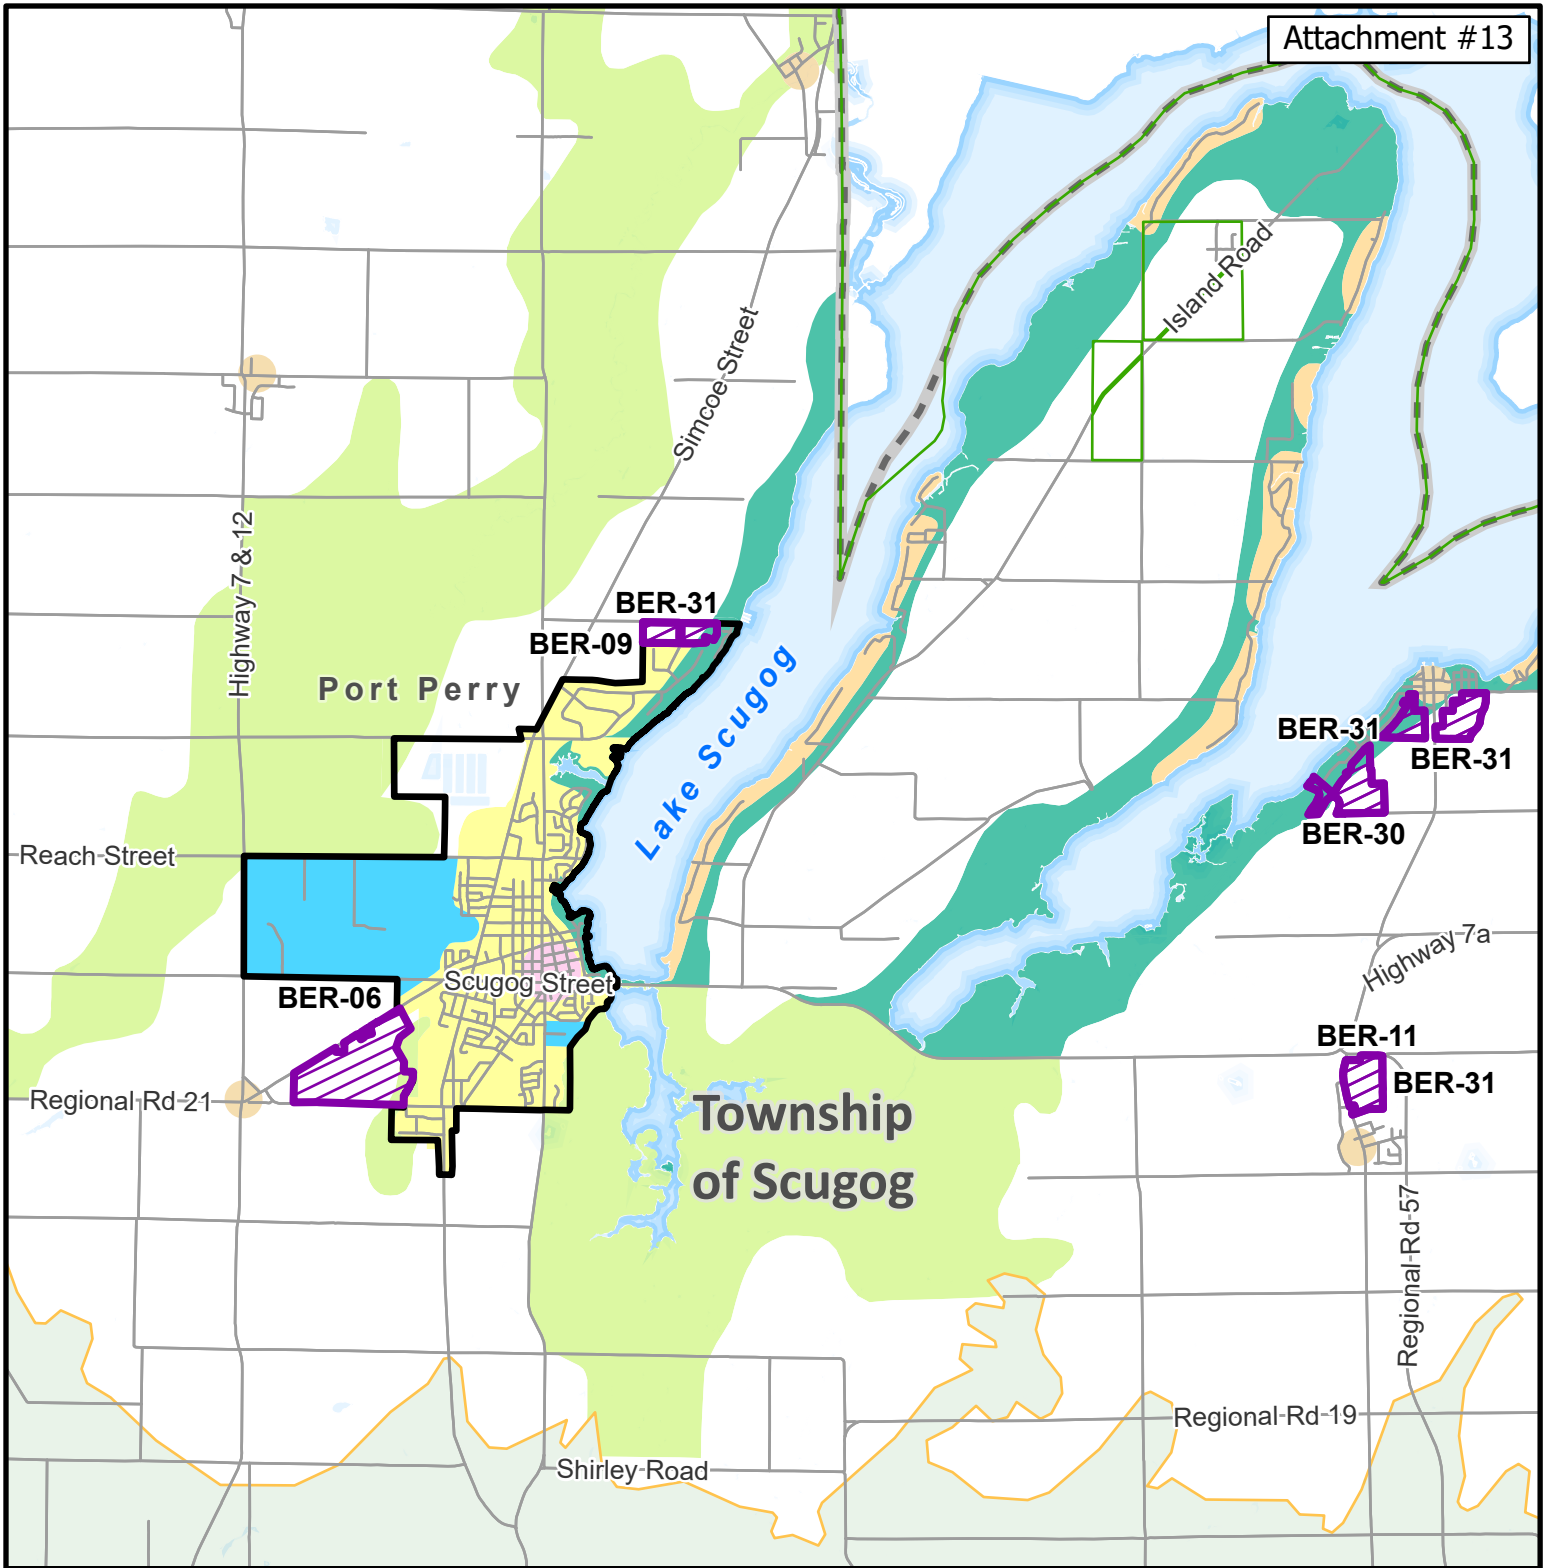 Attachment #13
Island Road
Simcoe Street
Highway 7 & 12
BER-31
BER-09
Port Perry
Lake Scugog
BER-31
BER-31
BER-30
Reach Street
Highway 7a
Scugog Street
BER-06
BER-11
BER-31
Regional Rd 21
Township
of Scugog
Regional Rd 57
Regional Rd 19
Shirley Road